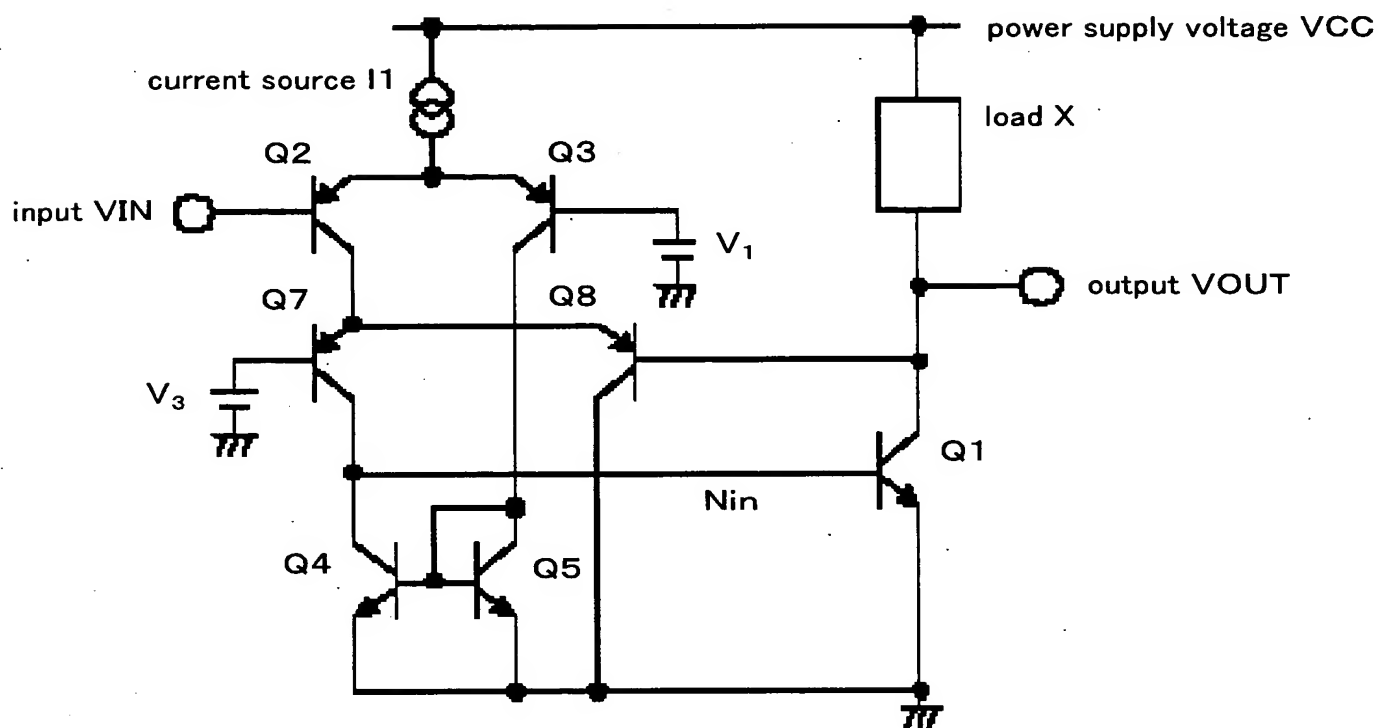 power supply voltage VCC
current source I1
load X
Q2
Q3
input VIN
V₁
output VOUT
Q7
Q8
V₃
Q1
Nin
Q4
Q5